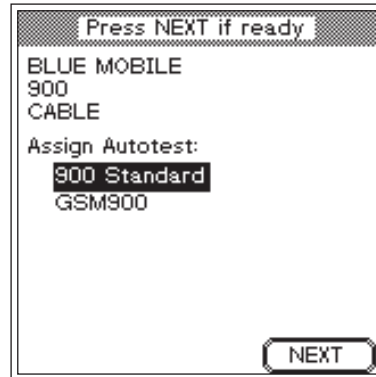 Press NEXT if ready
BLUE MOBILE
900
CABLE
Assign Autotest:
900 Standard
GSM900
NEXT